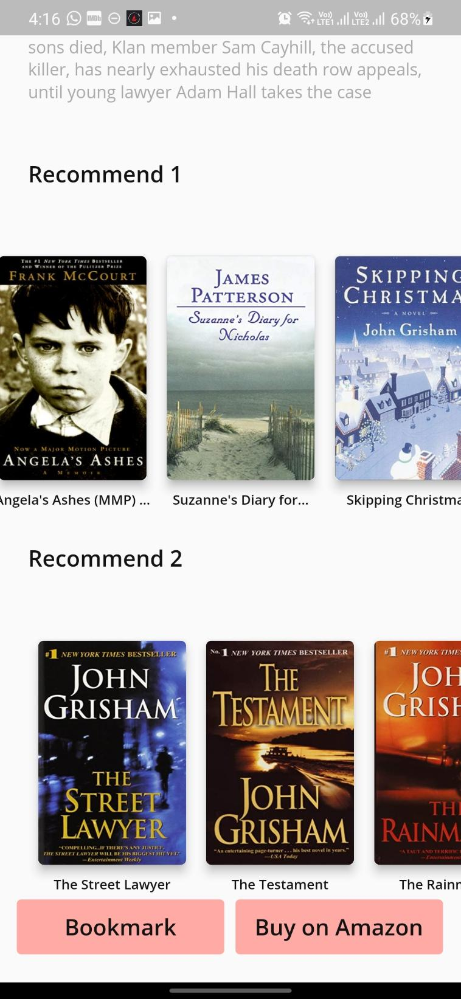 4:16
IMDb
Vo))
LTE1
Vo))
LTE2
68%
sons died, Klan member Sam Cayhill, the accused
killer, has nearly exhausted his death row appeals,
until young lawyer Adam Hall takes the case
Recommend 1
THE #1 NEW YORK TIMES BESTSELLER
AND WINNER OF THE PULITZER PRIZE
FRANK MCCOURT
NOW A MAJOR MOTION PICTURE
ANGELA'S ASHES
A MEMOIR
JAMES
PATTERSON
Suzanne's Diary for
Nicholas
SKIPPING
CHRISTMA
A NOVEL
John Grisham
Angela's Ashes (MMP) ...
Suzanne's Diary for...
Skipping Christma
Recommend 2
#1 NEW YORK TIMES BESTSELLER
JOHN
GRISHAM
THE
STREET
LAWYER
"COMPELLING...IF THERE'S ANY JUSTICE,
THE STREET LAWYER WILL BE HIS BIGGEST HIT YET."
—Entertainment Weekly
No. 1 NEW YORK TIMES BESTSELLER
THE
TESTAMENT
JOHN
GRISHAM
"An entertaining page-turner . . . his best novel in years."
—USA Today
#1 NEW YORK TIMES
JOH
GRISH
THE
RAINMA
"A TAUT AND TERRIFIC
—Entertainmen
The Street Lawyer
The Testament
The Rainn
Bookmark
Buy on Amazon